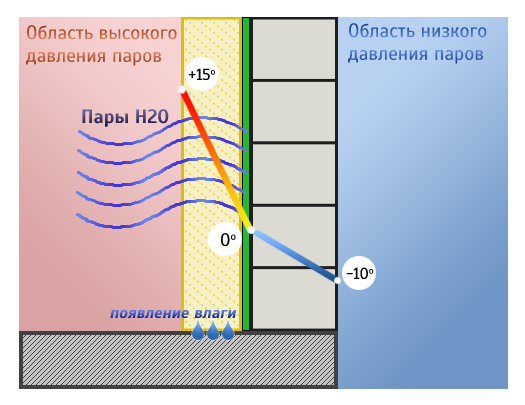 Область высокого
давления паров
Область низкого
давления паров
+15°
Пары H2O
0°
−10°
появление влаги